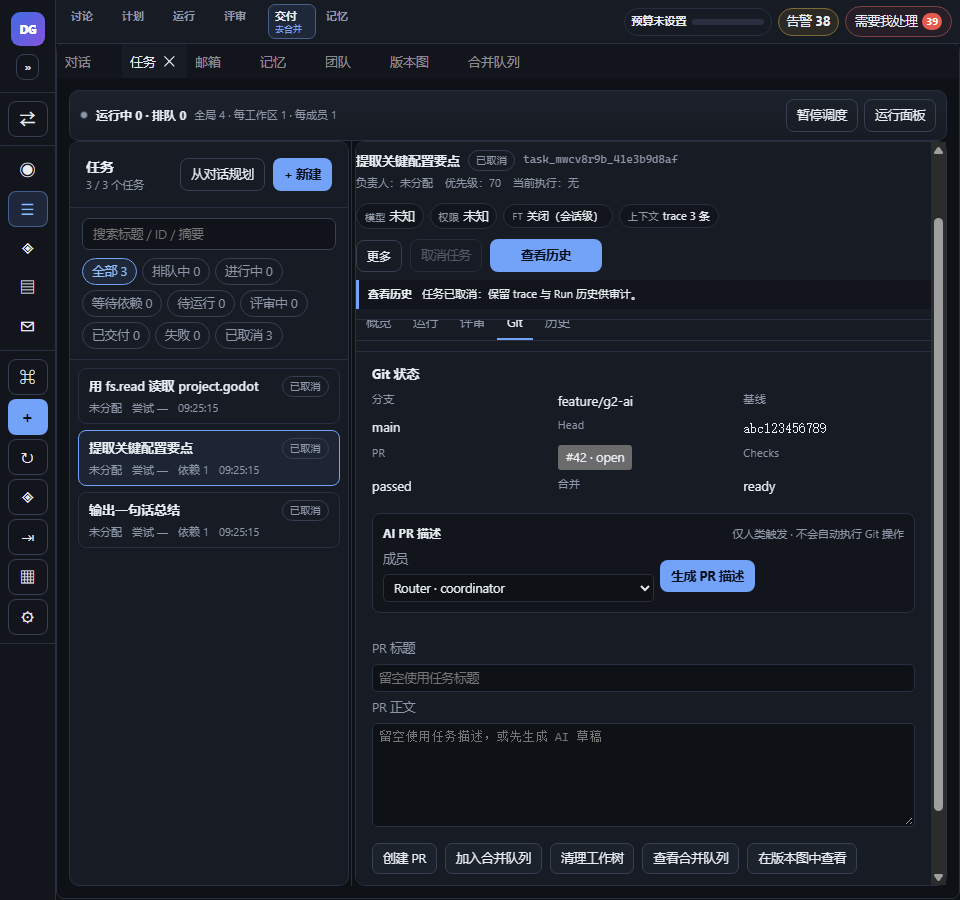 DG
»
讨论 计划 运行 评审 交付 记忆
去合并
预算未设置 告警 38 需要我处理 39
对话 任务 邮箱 记忆 团队 版本图 合并队列
运行中 0 · 排队 0 全局 4 · 每工作区 1 · 每成员 1 暂停调度 运行面板
任务
3 / 3 个任务
从对话规划 + 新建
搜索标题 / ID / 摘要
全部 3 排队中 0 进行中 0
等待依赖 0 待运行 0 评审中 0
已交付 0 失败 0 已取消 3
用 fs.read 读取 project.godot 已取消
未分配 尝试 — 09:25:15
提取关键配置要点 已取消
未分配 尝试 — 依赖 1 09:25:15
输出一句话总结 已取消
未分配 尝试 — 依赖 1 09:25:15
提取关键配置要点 已取消 task_mwcv8r9b_41e3b9d8af
负责人：未分配 优先级：70 当前执行：无
模型 未知 权限 未知 FT 关闭（会话级） 上下文 trace 3 条
更多 取消任务 查看历史
查看历史 任务已取消：保留 trace 与 Run 历史供审计。
概览 运行 评审 Git 历史
Git 状态
分支 feature/g2-ai 基线
main Head abc123456789
PR #42 · open Checks
passed 合并 ready
AI PR 描述 仅人类触发 · 不会自动执行 Git 操作
成员
Router · coordinator 生成 PR 描述
PR 标题
留空使用任务标题
PR 正文
留空使用任务描述，或先生成 AI 草稿
创建 PR 加入合并队列 清理工作树 查看合并队列 在版本图中查看